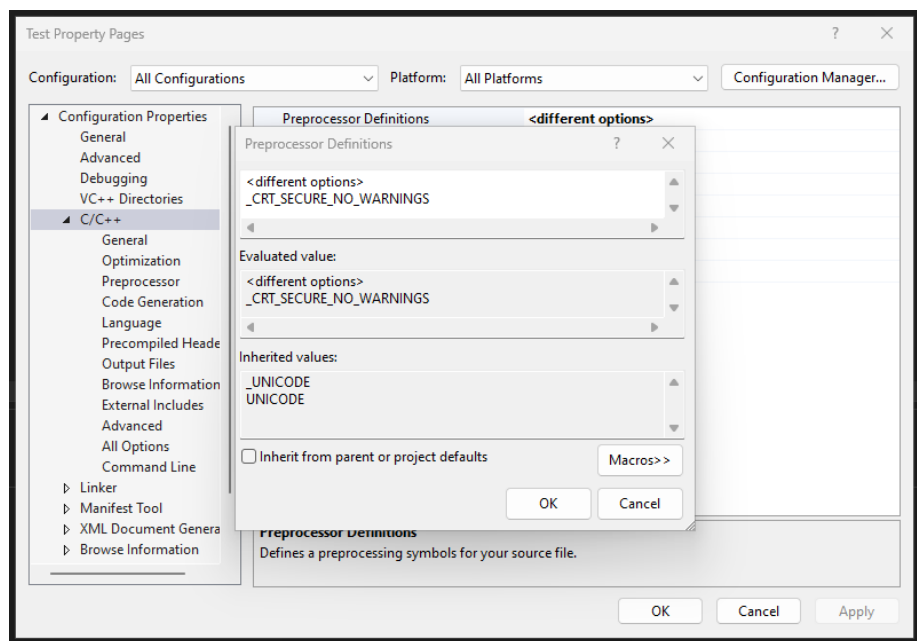 Test Property Pages
?
Configuration:
All Configurations
Platform:
All Platforms
Configuration Manager...
Configuration Properties
General
Advanced
Debugging
VC++ Directories
C/C++
General
Optimization
Preprocessor
Code Generation
Language
Precompiled Heade
Output Files
Browse Information
External Includes
Advanced
All Options
Command Line
Linker
Manifest Tool
XML Document Genera
Browse Information
Preprocessor Definitions
<different options>
Preprocessor Definitions
?
<different options>
_CRT_SECURE_NO_WARNINGS
Evaluated value:
<different options>
_CRT_SECURE_NO_WARNINGS
Inherited values:
_UNICODE
UNICODE
Inherit from parent or project defaults
Macros>>
OK
Cancel
Preprocessor Definitions
Defines a preprocessing symbols for your source file.
OK
Cancel
Apply